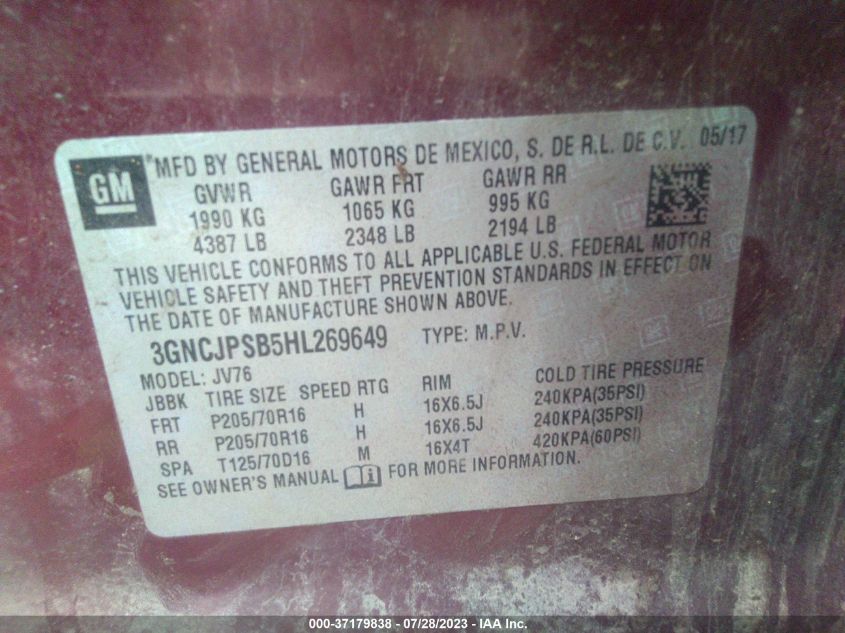 GM
MFD BY GENERAL MOTORS DE MEXICO, S. DE R.L. DE C.V. 05/17
GVWR GAWR FRT GAWR RR
1990 KG 1065 KG 995 KG
4387 LB 2348 LB 2194 LB
THIS VEHICLE CONFORMS TO ALL APPLICABLE U.S. FEDERAL MOTOR
VEHICLE SAFETY AND THEFT PREVENTION STANDARDS IN EFFECT ON
THE DATE OF MANUFACTURE SHOWN ABOVE.
3GNCJPSB5HL269649 TYPE: M.P.V.
MODEL: JV76
JBBK TIRE SIZE SPEED RTG RIM COLD TIRE PRESSURE
FRT P205/70R16 H 16X6.5J 240KPA(35PSI)
RR P205/70R16 H 16X6.5J 240KPA(35PSI)
SPA T125/70D16 M 16X4T 420KPA(60PSI)
SEE OWNER'S MANUAL FOR MORE INFORMATION.
000-37179838 - 07/28/2023 - IAA Inc.